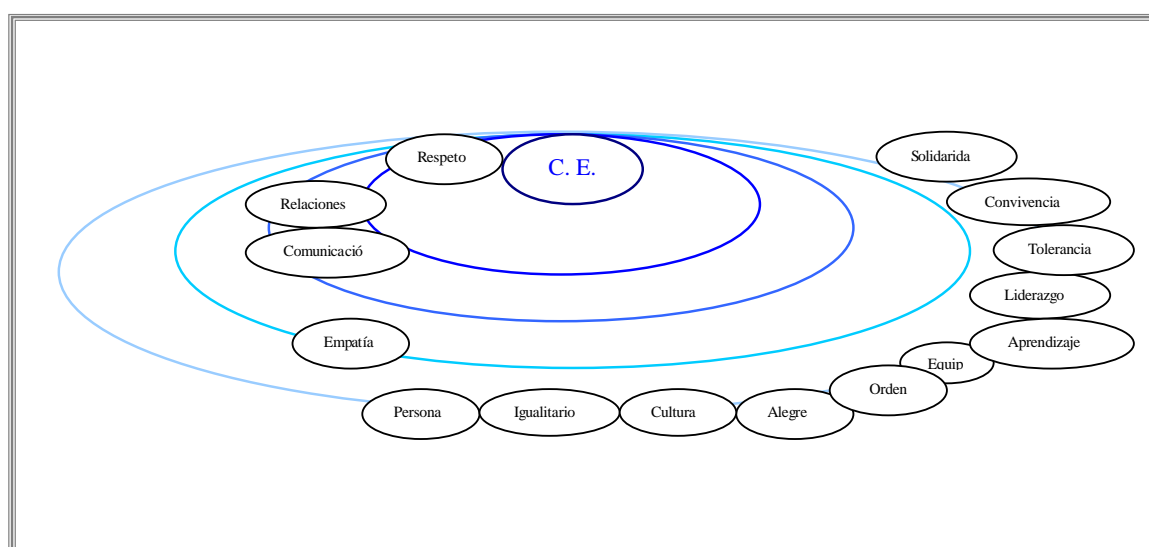 Respeto
C. E.
Solidarida
Relaciones
Convivencia
Comunicació
Tolerancia
Liderazgo
Empatía
Aprendizaje
Equip
Orden
Persona
Igualitario
Cultura
Alegre